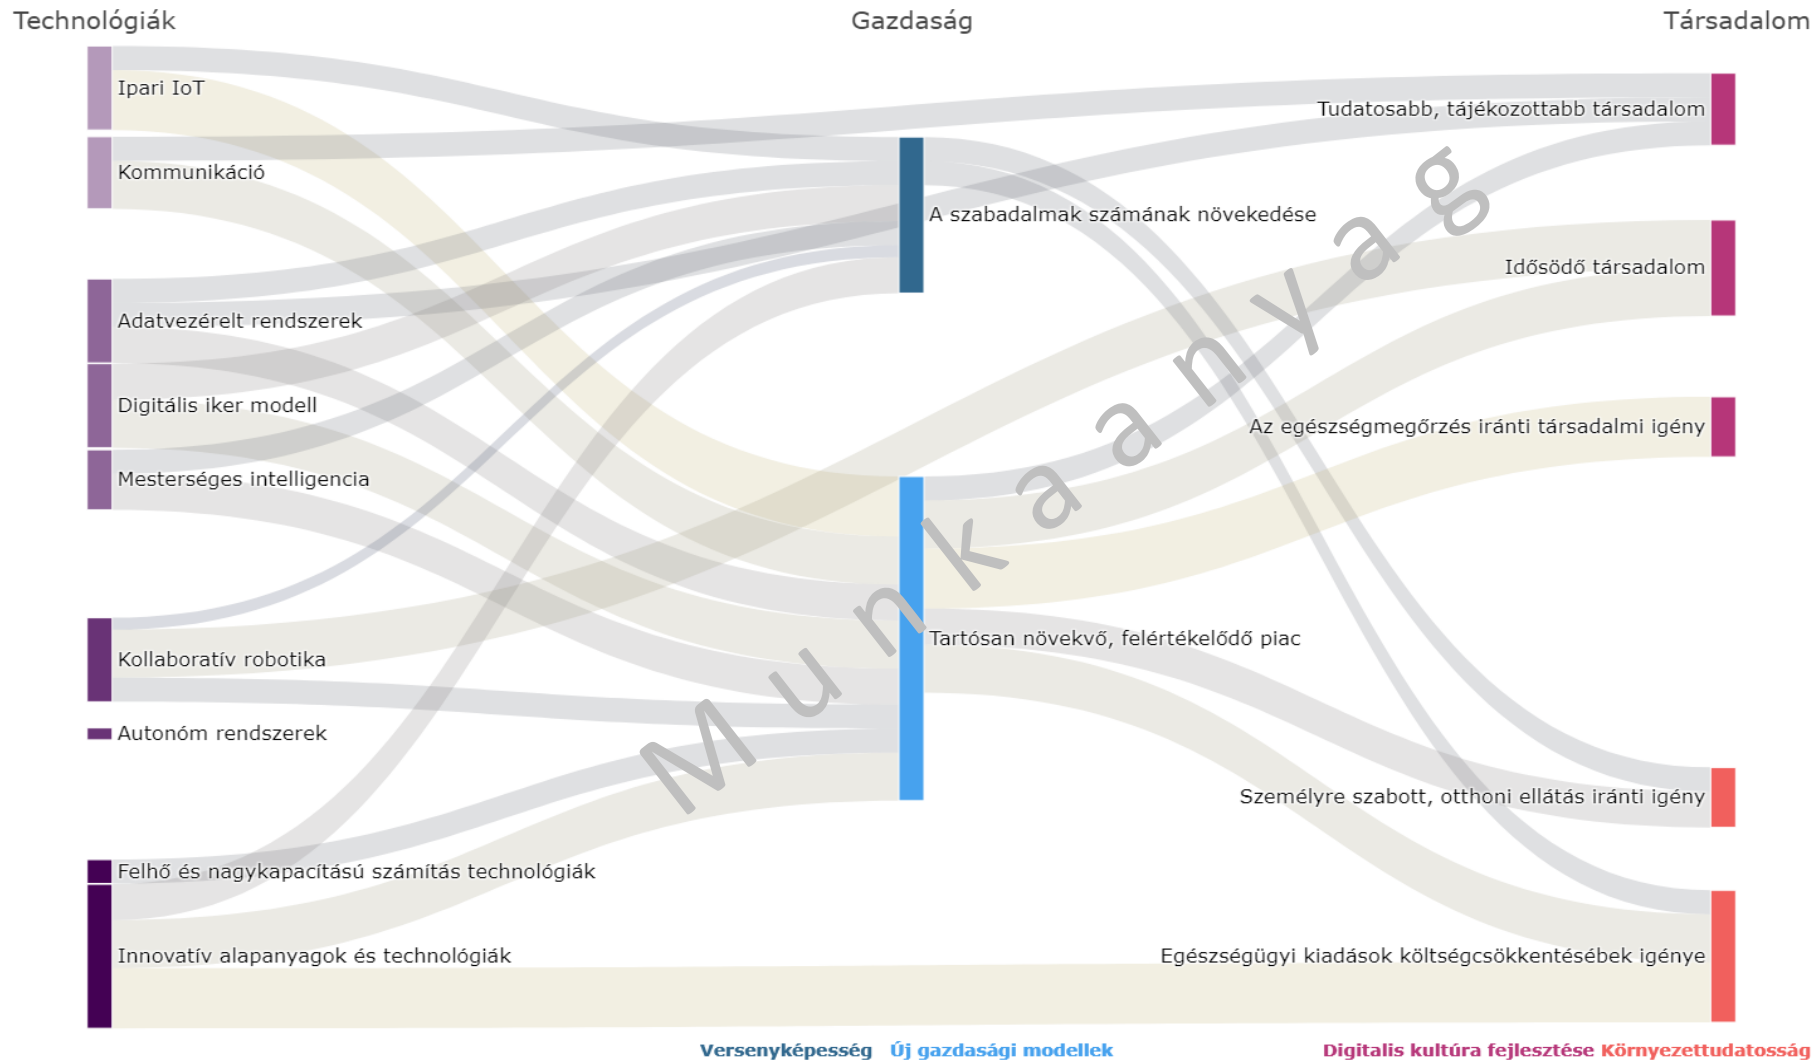 Technológiák
Gazdaság
Társadalom
Ipari IoT
Kommunikáció
Adatvezérelt rendszerek
Digitális iker modell
Mesterséges intelligencia
Kollaboratív robotika
Autonóm rendszerek
Felhő és nagykapacítású számítás technológiák
Innovatív alapanyagok és technológiák
A szabadalmak számának növekedése
Tartósan növekvő, felértékelődő piac
Tudatosabb, tájékozottabb társadalom
Idősödő társadalom
Az egészségmegőrzés iránti társadalmi igény
Személyre szabott, otthoni ellátás iránti igény
Egészségügyi kiadások költségcsökkentésébek igénye
Munkaanyag
Versenyképesség Új gazdasági modellek
Digitalis kultúra fejlesztése Környezettudatosság